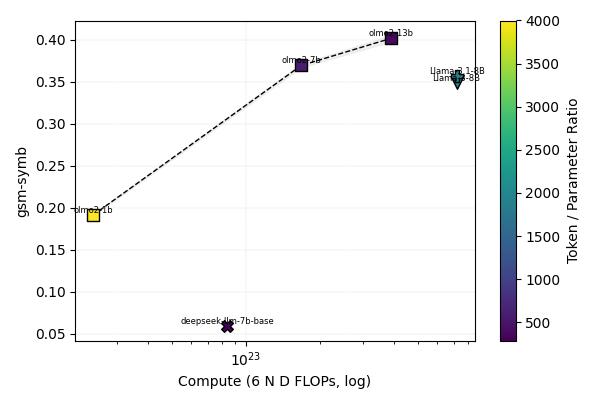 0.40
0.35
0.30
0.25
0.20
0.15
0.10
0.05
gsm-symb
olmo2-13b
olmo2-7b
Llama-3.1-8B
Llama-3-8B
olmo2-1b
deepseek-llm-7b-base
10^23
Compute (6 N D FLOPs, log)
4000
3500
3000
2500
2000
1500
1000
500
Token / Parameter Ratio